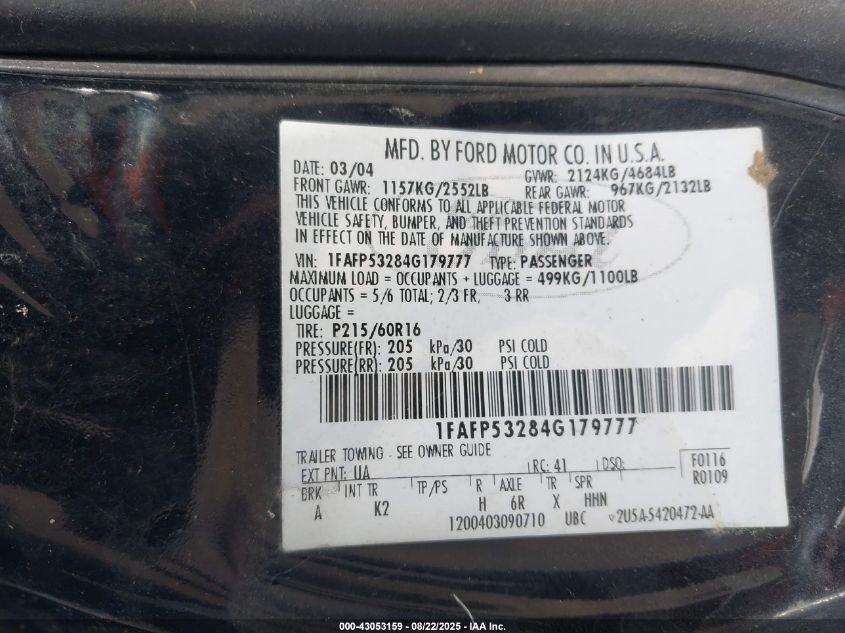 MFD. BY FORD MOTOR CO. IN U.S.A.
DATE: 03/04 GVWR: 2124KG/4684LB
FRONT GAWR: 1157KG/2552LB REAR GAWR: 967KG/2132LB
THIS VEHICLE CONFORMS TO ALL APPLICABLE FEDERAL MOTOR
VEHICLE SAFETY, BUMPER, AND THEFT PREVENTION STANDARDS
IN EFFECT ON THE DATE OF MANUFACTURE SHOWN ABOVE.
VIN: 1FAFP53284G179777 TYPE: PASSENGER
MAXIMUM LOAD = OCCUPANTS + LUGGAGE = 499KG/1100LB
OCCUPANTS = 5/6 TOTAL; 2/3 FR, 3 RR
LUGGAGE =
TIRE: P215/60R16
PRESSURE(FR): 205 kPa/30 PSI COLD
PRESSURE(RR): 205 kPa/30 PSI COLD
1FAFP53284G179777
TRAILER TOWING - SEE OWNER GUIDE
EXT PNT: UA RC: 41 DSO: F0116
BRK INT TR TP/PS R AXLE TR SPR R0109
A K2 H 6R X HHN
1200403090710 UBC 2U5A-5420472-AA
000-43053159 - 08/22/2025 - IAA Inc.